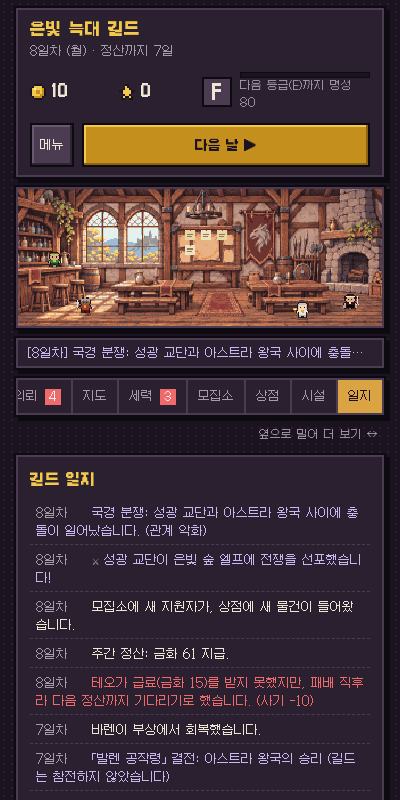 은빛 늑대 길드
8일차 (월) · 정산까지 7일
10
0
F
다음 등급(E)까지 명성
80
메뉴
다음 날 ▶
[8일차] 국경 분쟁: 성광 교단과 아스트라 왕국 사이에 충돌…
의뢰 4 지도 세력 3 모집소 상점 시설 일지
옆으로 밀어 더 보기 ↔
길드 일지
8일차 국경 분쟁: 성광 교단과 아스트라 왕국 사이에 충
돌이 일어났습니다. (관계 악화)
8일차 ⚔ 성광 교단이 은빛 숲 엘프에 전쟁을 선포했습니
다!
8일차 모집소에 새 지원자가, 상점에 새 물건이 들어왔
습니다.
8일차 주간 정산: 금화 61 지급.
8일차 테오가 급료(금화 15)를 받지 못했지만, 패배 직후
라 다음 정산까지 기다리기로 했습니다. (사기 -10)
7일차 바렌이 부상에서 회복했습니다.
7일차 「발렌 공작령」 결전: 아스트라 왕국의 승리 (길드
는 참전하지 않았습니다)